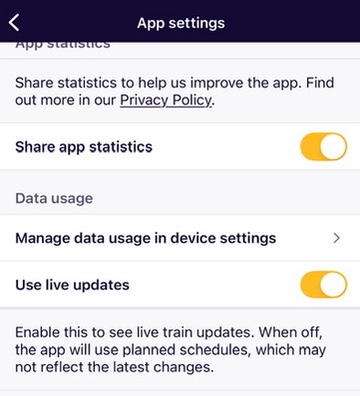 App settings
App statistics
Share statistics to help us improve the app. Find
out more in our Privacy Policy.
Share app statistics
Data usage
Manage data usage in device settings
Use live updates
Enable this to see live train updates. When off,
the app will use planned schedules, which may
not reflect the latest changes.